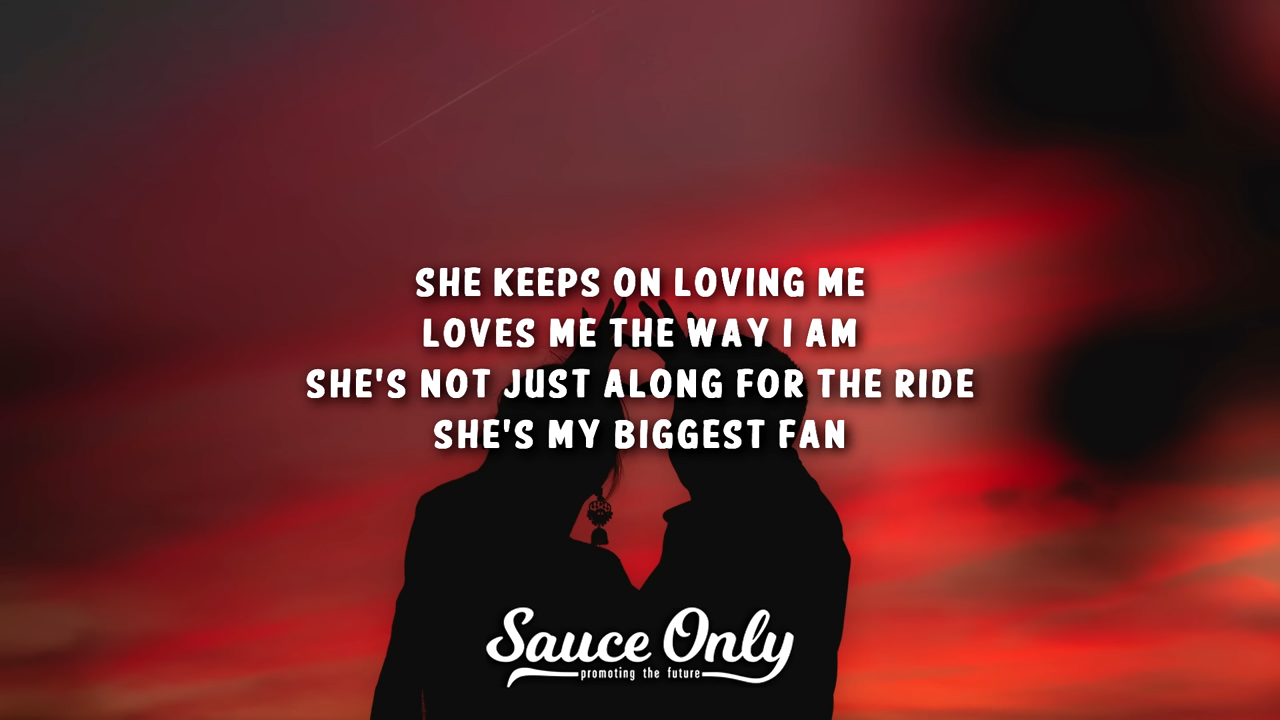 SHE KEEPS ON LOVING ME
LOVES ME THE WAY I AM
SHE'S NOT JUST ALONG FOR THE RIDE
SHE'S MY BIGGEST FAN
Sauce Only
promoting the future